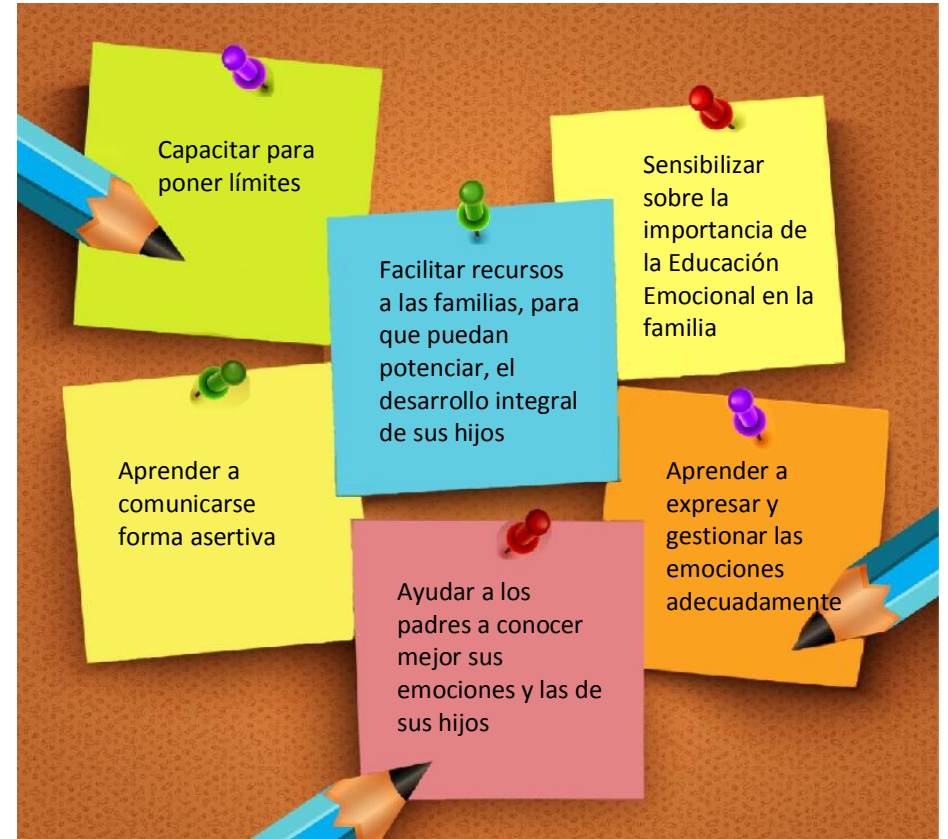 Capacitar para
poner límites
Sensibilizar
sobre la
importancia de
la Educación
Emocional en la
familia
Facilitar recursos
a las familias, para
que puedan
potenciar, el
desarrollo integral
de sus hijos
Aprender a
comunicarse
forma asertiva
Aprender a
expresar y
gestionar las
emociones
adecuadamente
Ayudar a los
padres a conocer
mejor sus
emociones y las de
sus hijos